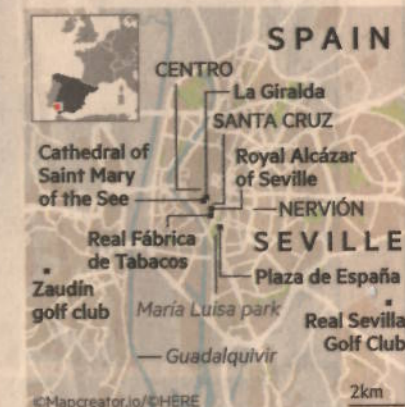 SPAIN
CENTRO
La Giralda
SANTA CRUZ
Cathedral of
Saint Mary
of the See
Royal Alcázar
of Seville
NERVIÓN
Real Fábrica
de Tabacos
SEVILLE
Plaza de España
Zaudín
golf club
María Luisa park
Real Sevilla
Golf Club
Guadalquivir
©Mapcreator.io/©HERE
2km